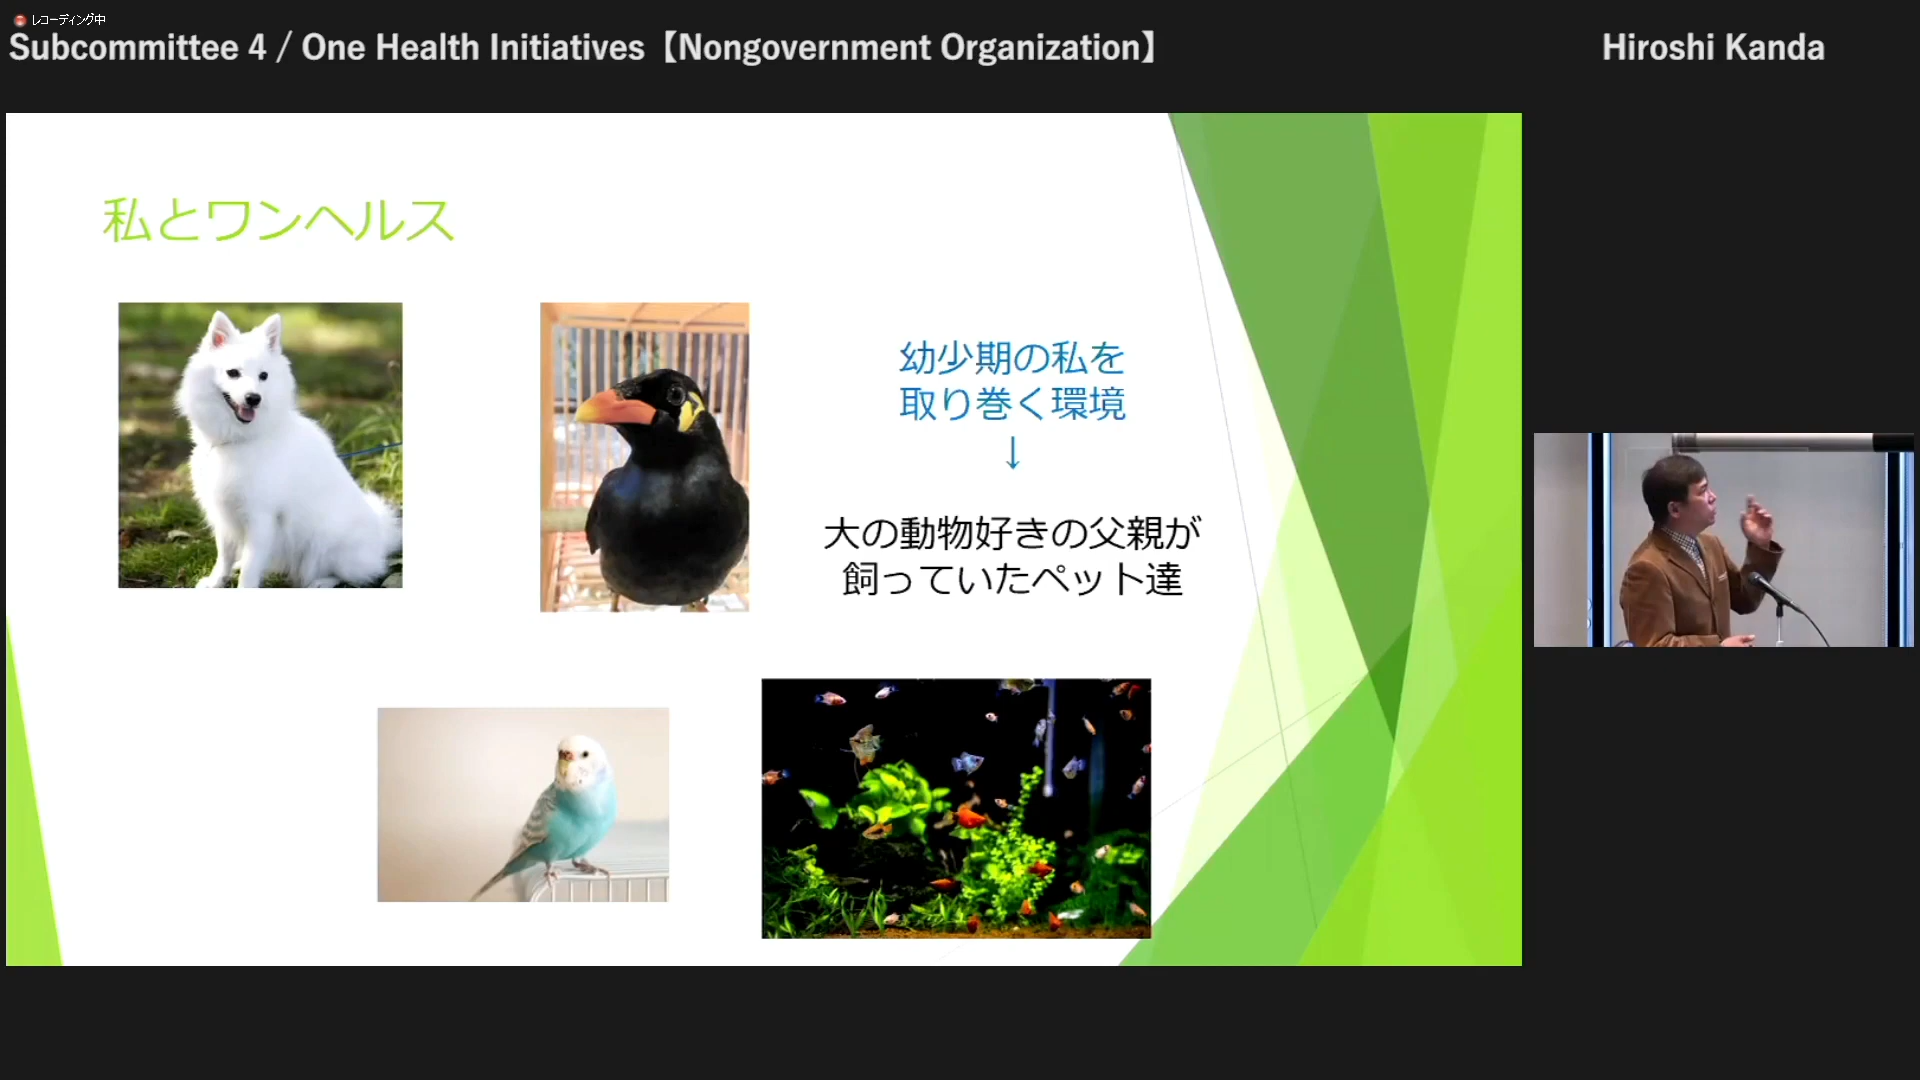 レコーディング中
Subcommittee 4 / One Health Initiatives【Nongovernment Organization】
Hiroshi Kanda
私とワンヘルス
幼少期の私を
取り巻く環境
↓
大の動物好きの父親が
飼っていたペット達